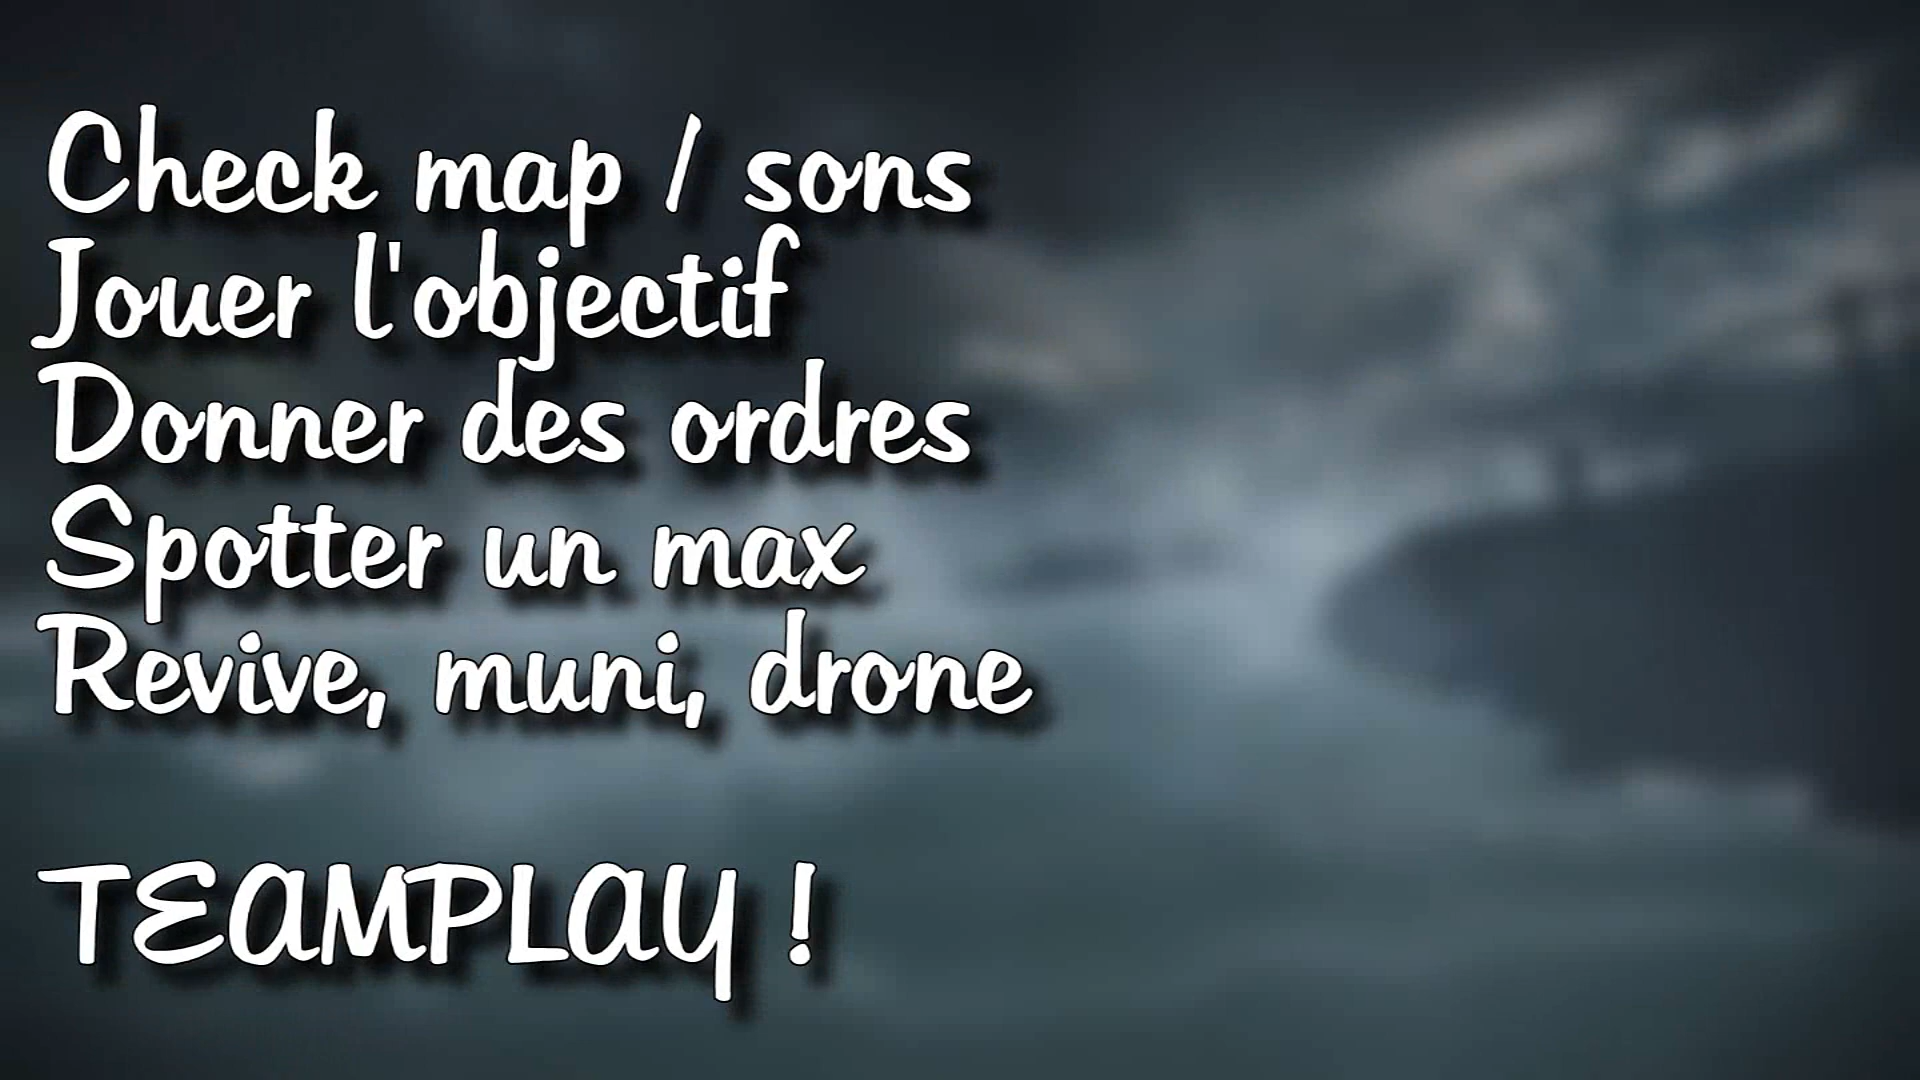 Check map / sons
Jouer l'objectif
Donner des ordres
Spotter un max
Revive, muni, drone
TEAMPLAY !